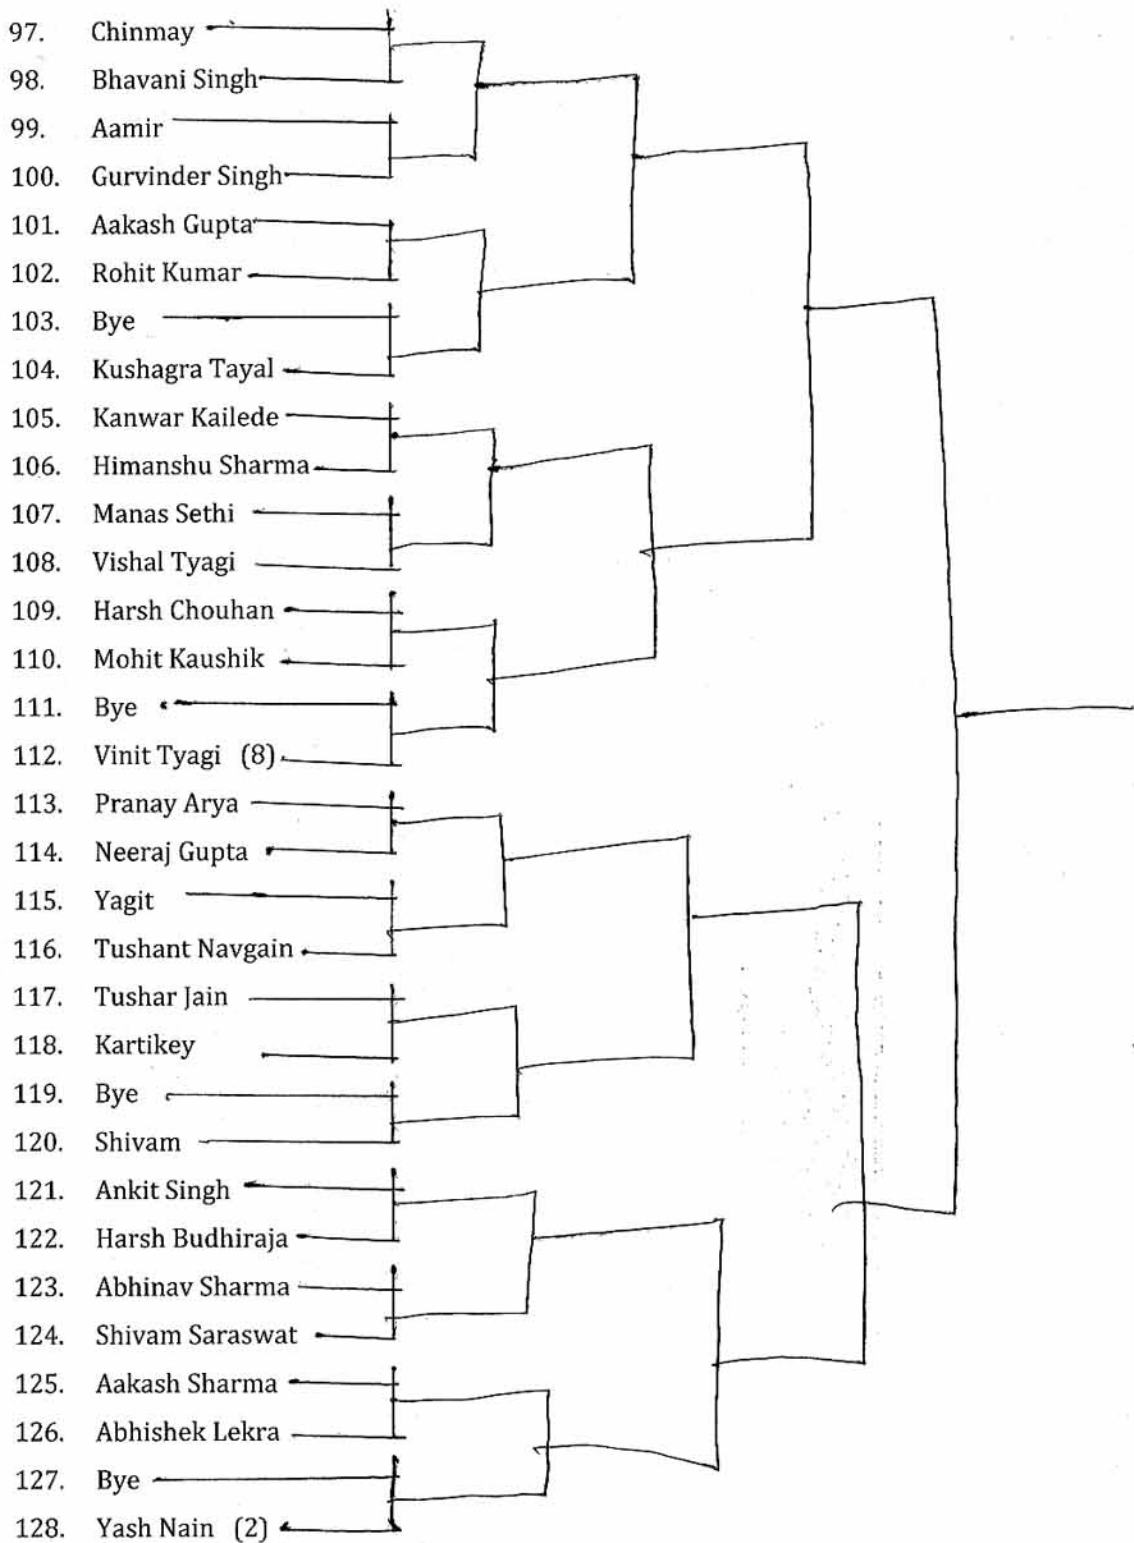 97. Chinmay
98. Bhavani Singh
99. Aamir
100. Gurvinder Singh
101. Aakash Gupta
102. Rohit Kumar
103. Bye
104. Kushagra Tayal
105. Kanwar Kailede
106. Himanshu Sharma
107. Manas Sethi
108. Vishal Tyagi
109. Harsh Chouhan
110. Mohit Kaushik
111. Bye
112. Vinit Tyagi (8)
113. Pranay Arya
114. Neeraj Gupta
115. Yagit
116. Tushant Navgain
117. Tushar Jain
118. Kartikey
119. Bye
120. Shivam
121. Ankit Singh
122. Harsh Budhiraja
123. Abhinav Sharma
124. Shivam Saraswat
125. Aakash Sharma
126. Abhishek Lekra
127. Bye
128. Yash Nain (2)